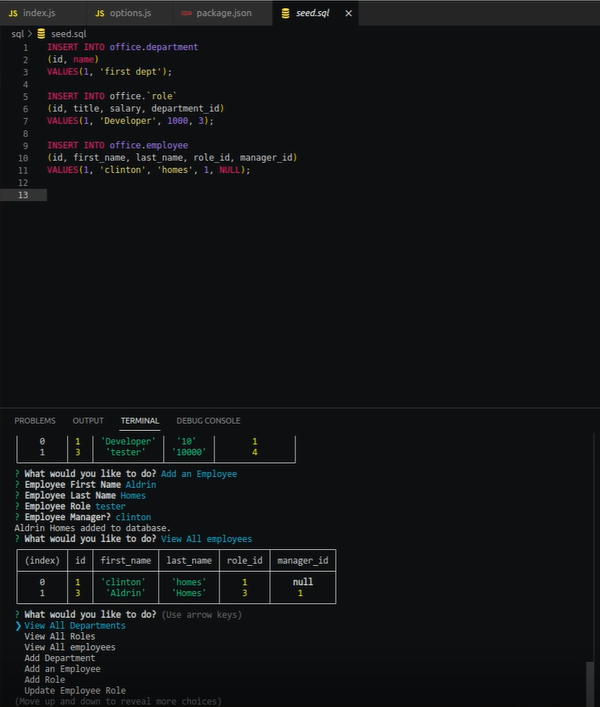 JS index.js JS options.js package.json seed.sql ×
sql > seed.sql
1 INSERT INTO office.department
2 (id, name)
3 VALUES(1, 'first dept');
4
5 INSERT INTO office.`role`
6 (id, title, salary, department_id)
7 VALUES(1, 'Developer', 1000, 3);
8
9 INSERT INTO office.employee
10 (id, first_name, last_name, role_id, manager_id)
11 VALUES(1, 'clinton', 'homes', 1, NULL);
12
13
PROBLEMS OUTPUT TERMINAL DEBUG CONSOLE
0 1 'Developer' '10' 1
1 3 'tester' '10000' 4
? What would you like to do? Add an Employee
? Employee First Name Aldrin
? Employee Last Name Homes
? Employee Role tester
? Employee Manager? clinton
Aldrin Homes added to database.
? What would you like to do? View All employees
(index) id first_name last_name role_id manager_id
0 1 'clinton' 'homes' 1 null
1 3 'Aldrin' 'Homes' 3 1
? What would you like to do? (Use arrow keys)
❯ View All Departments
View All Roles
View All employees
Add Department
Add an Employee
Add Role
Update Employee Role
(Move up and down to reveal more choices)